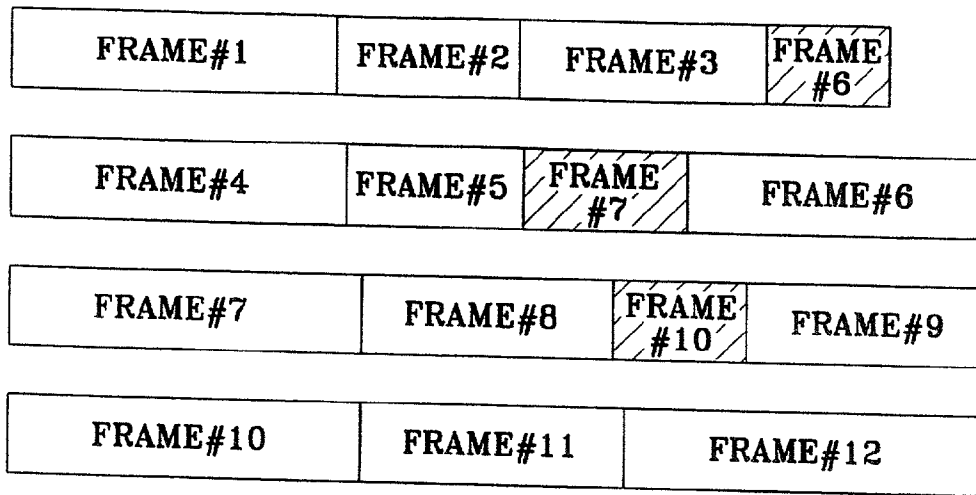 FRAME#1 FRAME#2 FRAME#3 FRAME
#6
FRAME#4 FRAME#5 FRAME
#7 FRAME#6
FRAME#7 FRAME#8 FRAME
#10 FRAME#9
FRAME#10 FRAME#11 FRAME#12